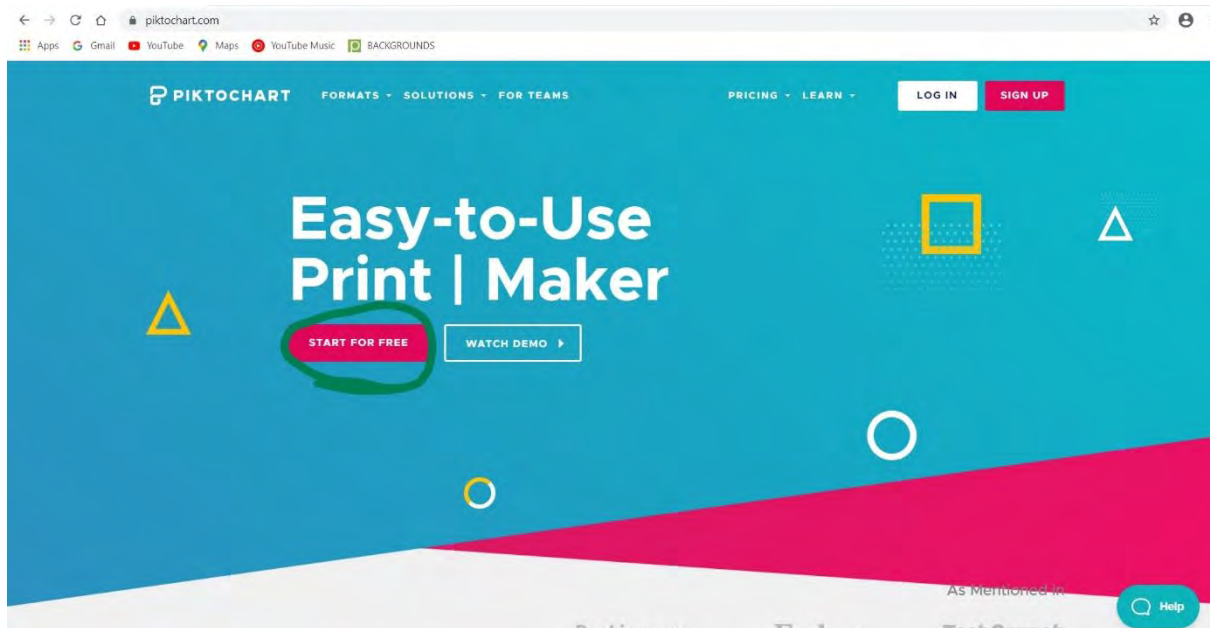 piktochart.com
Apps Gmail YouTube Maps YouTube Music BACKGROUNDS
PIKTOCHART FORMATS SOLUTIONS FOR TEAMS PRICING LEARN LOG IN SIGN UP
Easy-to-Use
Print | Maker
START FOR FREE WATCH DEMO
As Mentioned In
Help